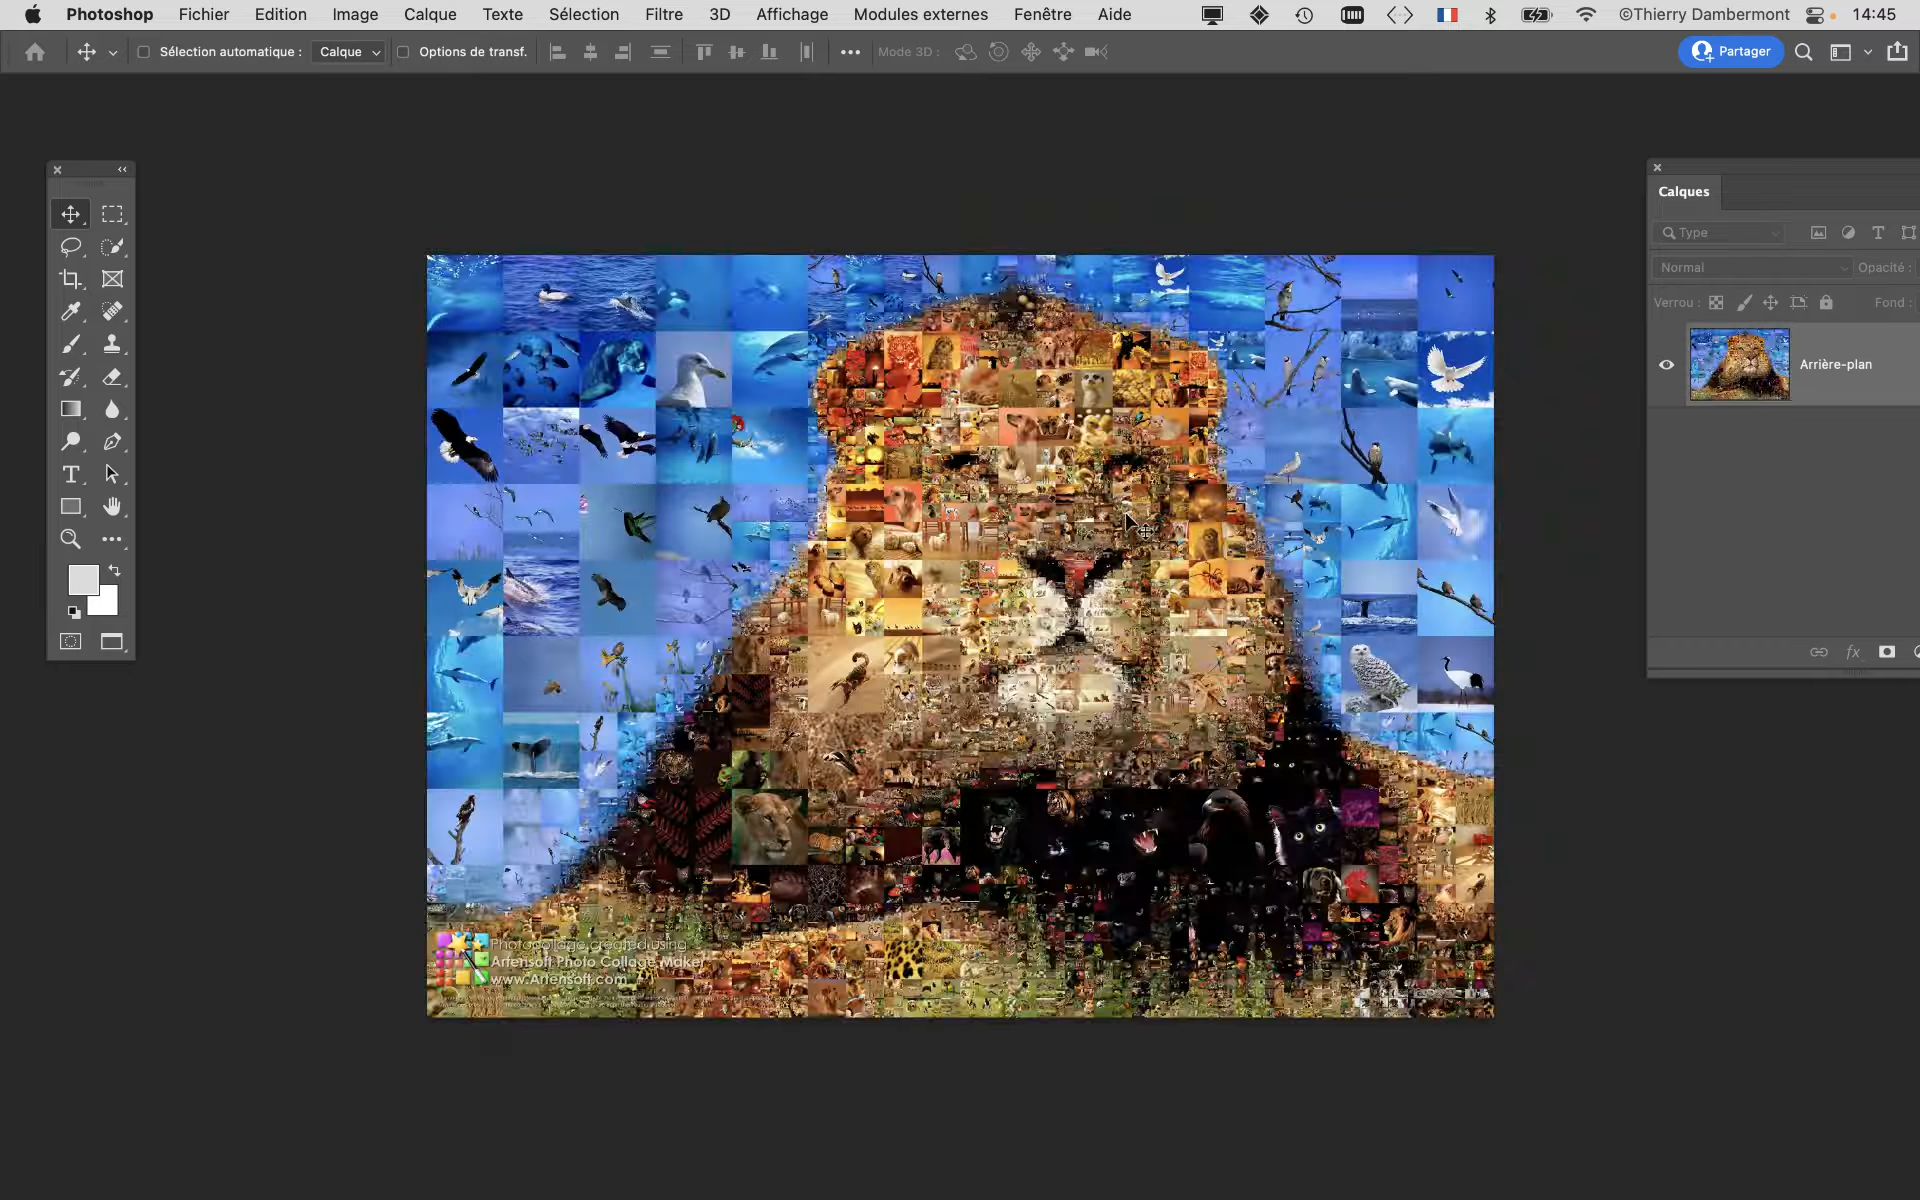 Photoshop Fichier Edition Image Calque Texte Sélection Filtre 3D Affichage Modules externes Fenêtre Aide ©Thierry Dambermont 14:45
Sélection automatique : Calque Options de transf. Mode 3D : Partager
Calques
Type
Normal Opacité :
Verrou : Fond :
Arrière-plan
fx
Photocollage created using
Artensoft Photo Collage Maker
www.Artensoft.com